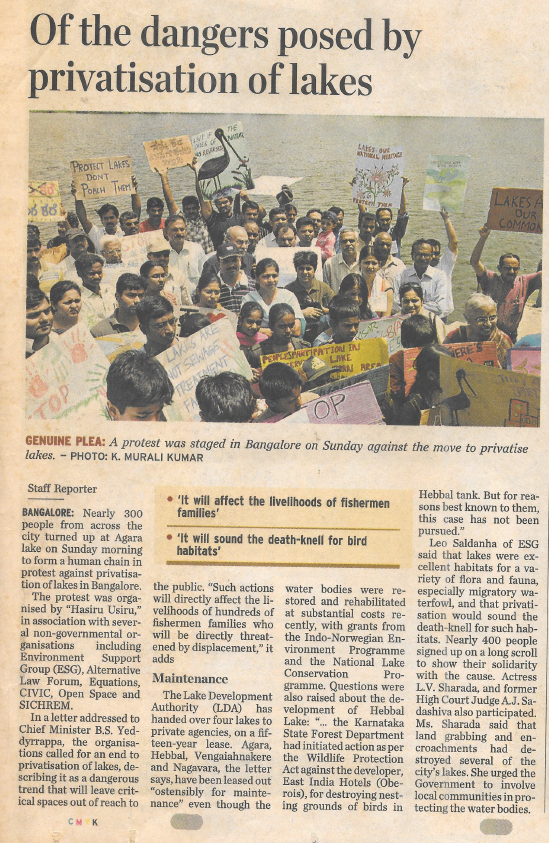 Of the dangers posed by
privatisation of lakes
PROTECT LAKES
DON'T
POACH THEM
THE
LAKES OUR
NATURAL HERITAGE
PROTECT THEM
LAKES A
OUR
COMMON
LAKES ARE
NOT SEWAGE
TREATMENT
STOP
PEOPLES PARTICIPATION IN
LAKE
OP
GENUINE PLEA: A protest was staged in Bangalore on Sunday against the move to privatise
lakes. – PHOTO: K. MURALI KUMAR
Staff Reporter
BANGALORE: Nearly 300
people from across the
city turned up at Agara
lake on Sunday morning
to form a human chain in
protest against privatisa-
tion of lakes in Bangalore.
The protest was orga-
nised by “Hasiru Usiru,”
in association with sever-
al non-governmental or-
ganisations including
Environment Support
Group (ESG), Alternative
Law Forum, Equations,
CIVIC, Open Space and
SICHREM.
In a letter addressed to
Chief Minister B.S. Yed-
dyrrappa, the organisa-
tions called for an end to
privatisation of lakes, de-
scribing it as a dangerous
trend that will leave crit-
ical spaces out of reach to
• ‘It will affect the livelihoods of fishermen
families’
• ‘It will sound the death-knell for bird
habitats’
the public. “Such actions
will directly affect the li-
velihoods of hundreds of
fishermen families who
will be directly threat-
ened by displacement,” it
adds
Maintenance
The Lake Development
Authority (LDA) has
handed over four lakes to
private agencies, on a fif-
teen-year lease. Agara,
Hebbal, Vengaiahnakere
and Nagavara, the letter
says, have been leased out
“ostensibly for mainte-
nance” even though the
water bodies were re-
stored and rehabilitated
at substantial costs re-
cently, with grants from
the Indo-Norwegian En-
vironment Programme
and the National Lake
Conservation Pro-
gramme. Questions were
also raised about the de-
velopment of Hebbal
Lake: “... the Karnataka
State Forest Department
had initiated action as per
the Wildlife Protection
Act against the developer,
East India Hotels (Obe-
rois), for destroying nest-
ing grounds of birds in
Hebbal tank. But for rea-
sons best known to them,
this case has not been
pursued.”
Leo Saldanha of ESG
said that lakes were ex-
cellent habitats for a va-
riety of flora and fauna,
especially migratory wa-
terfowl, and that privati-
sation would sound the
death-knell for such hab-
itats. Nearly 400 people
signed up on a long scroll
to show their solidarity
with the cause. Actress
L.V. Sharada, and former
High Court Judge A.J. Sa-
dashiva also participated.
Ms. Sharada said that
land grabbing and en-
croachments had de-
stroyed several of the
city's lakes. She urged the
Government to involve
local communities in pro-
tecting the water bodies.
C M Y K